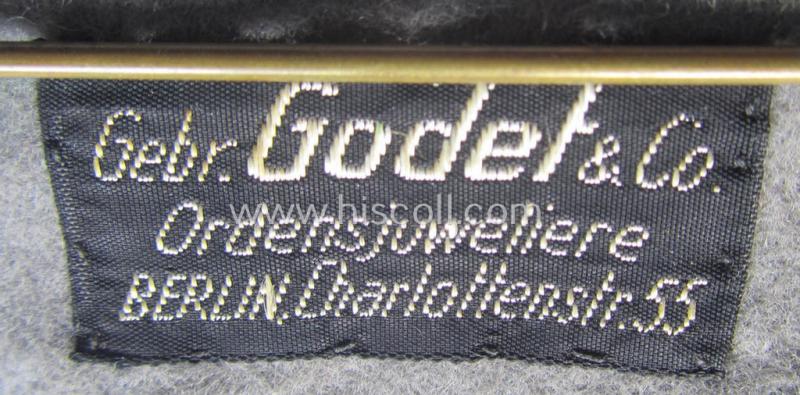 Gebr. Godet & Co.
www.hiscoll.com
Ordensjuweliere
BERLIN, Charlottenstr. 55